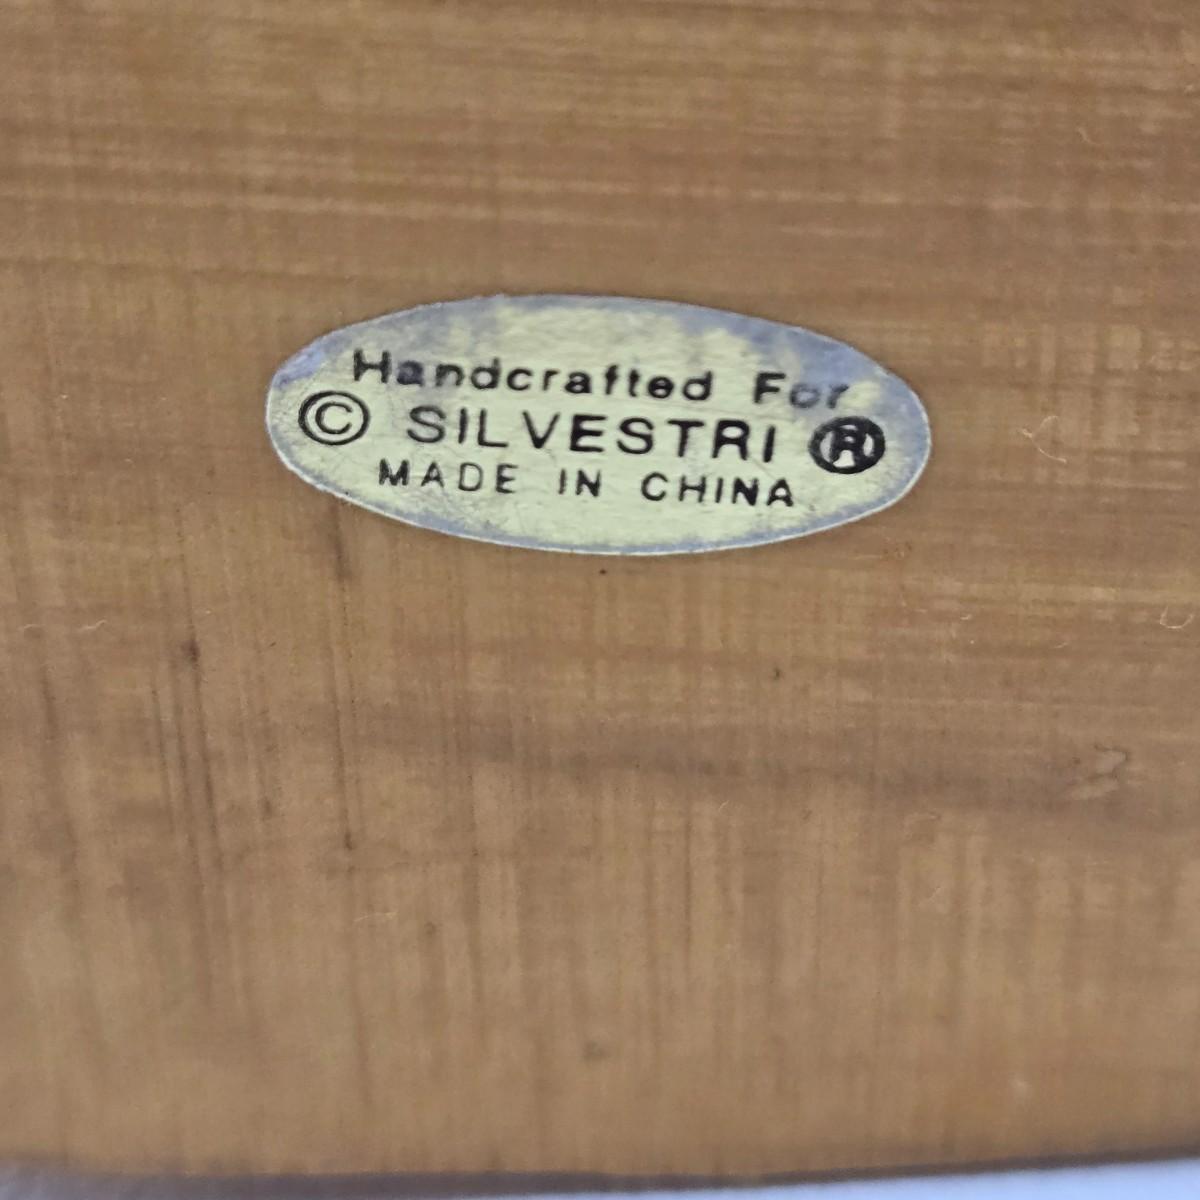 Handcrafted For
© SILVESTRI ®
MADE IN CHINA